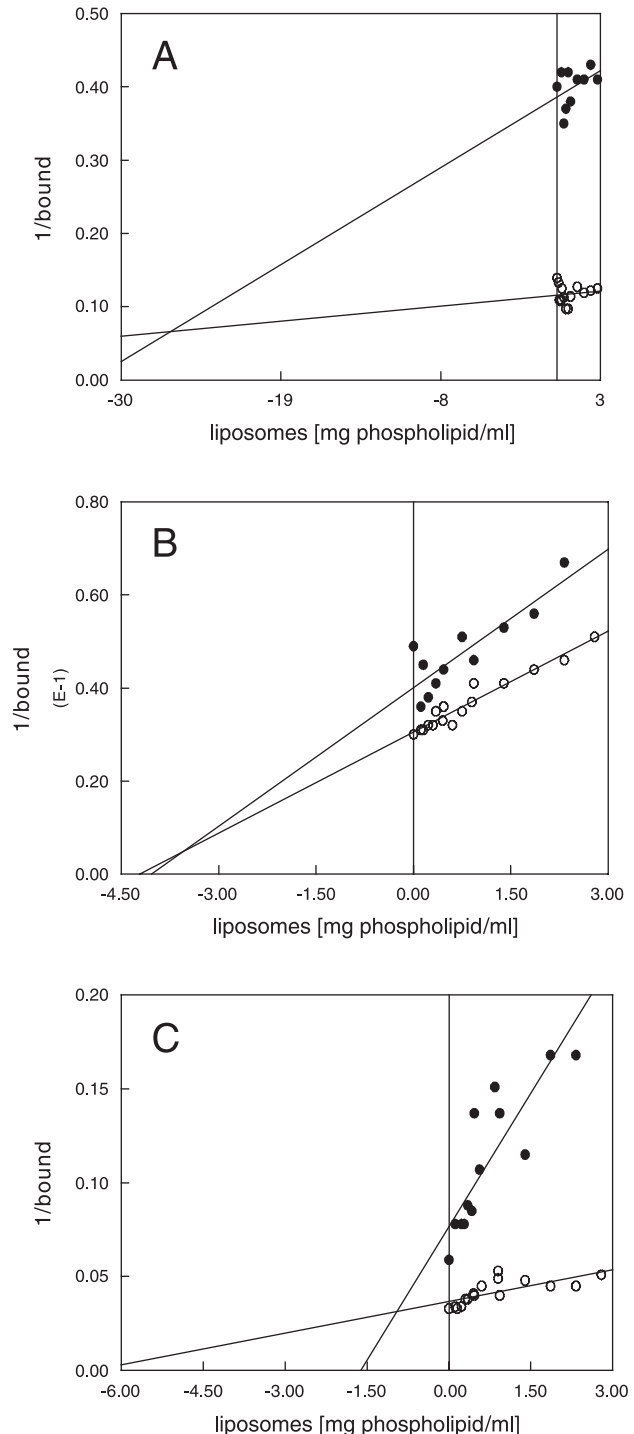 A
0.50
0.40
0.30
0.20
0.10
0.00
1/bound
-30 -19 -8 3
liposomes [mg phospholipid/ml]
B
0.80
0.60
0.40
0.20
0.00
1/bound
(E-1)
-4.50 -3.00 -1.50 0.00 1.50 3.00
liposomes [mg phospholipid/ml]
C
0.20
0.15
0.10
0.05
0.00
1/bound
-6.00 -4.50 -3.00 -1.50 0.00 1.50 3.00
liposomes [mg phospholipid/ml]